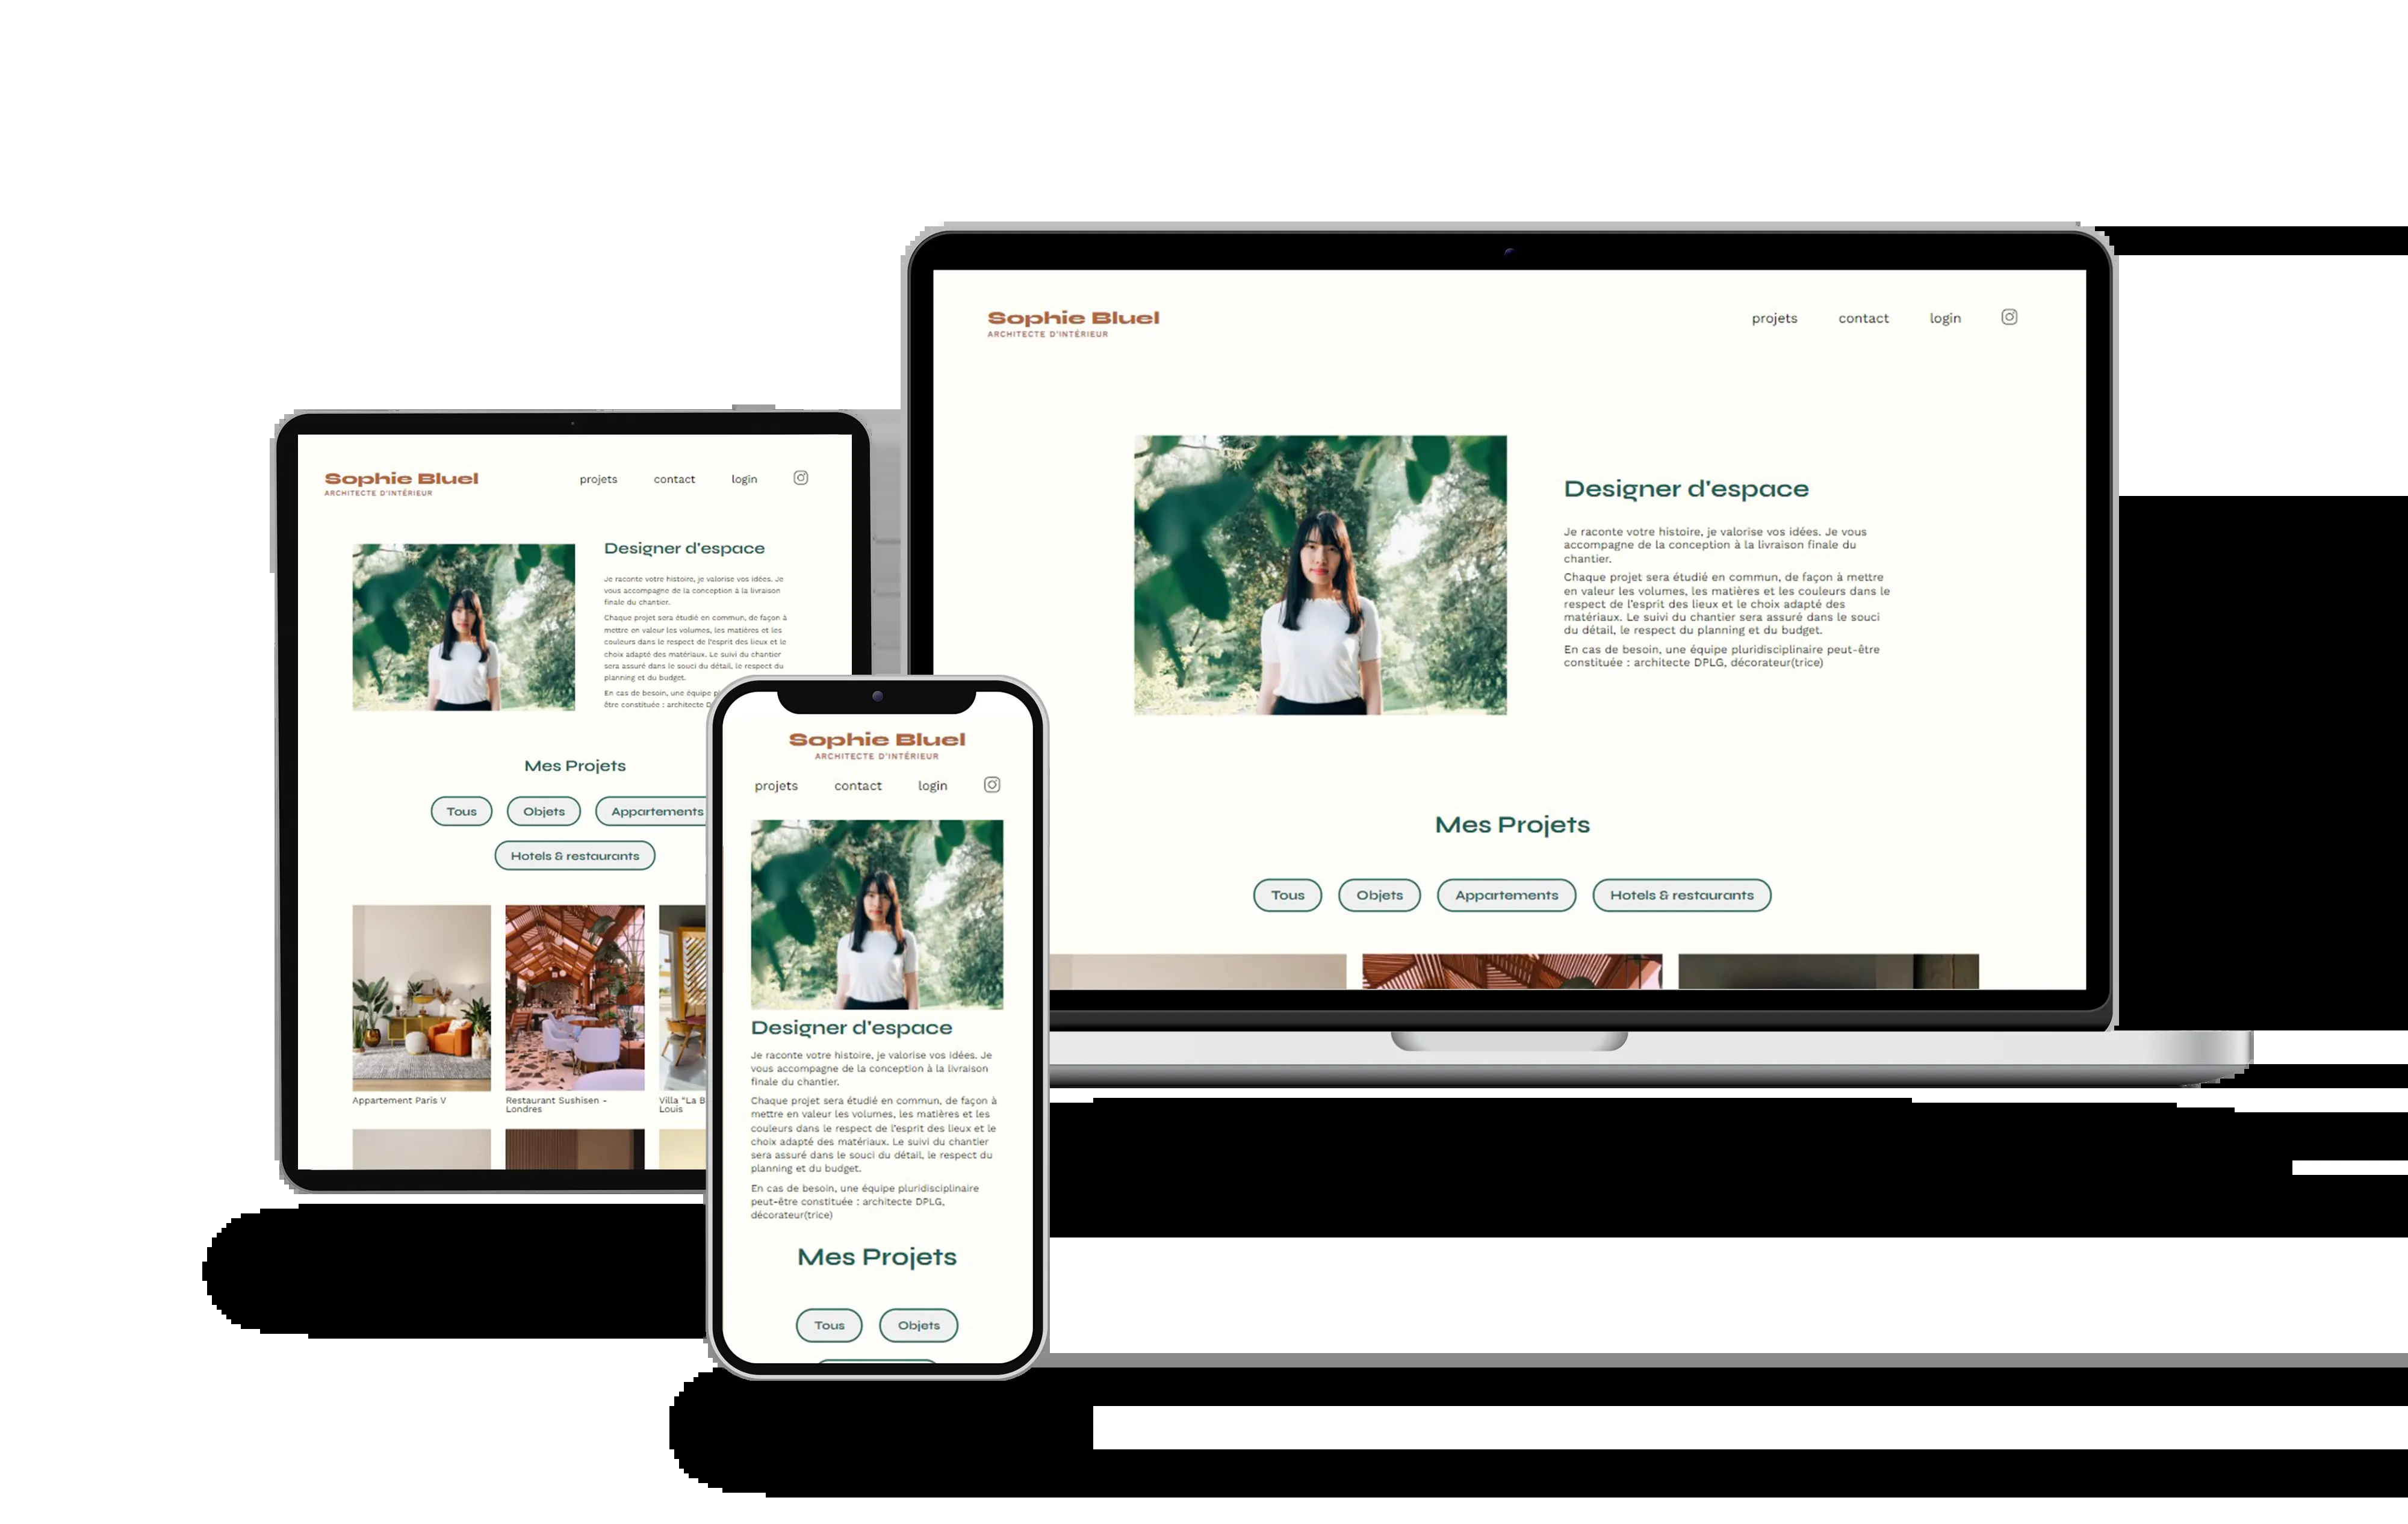 Sophie Bluel
ARCHITECTE D'INTÉRIEUR
projets contact login
Designer d'espace
Je raconte votre histoire, je valorise vos idées. Je vous
accompagne de la conception à la livraison finale du
chantier.
Chaque projet sera étudié en commun, de façon à mettre
en valeur les volumes, les matières et les couleurs dans le
respect de l'esprit des lieux et le choix adapté des
matériaux. Le suivi du chantier sera assuré dans le souci
du détail, le respect du planning et du budget.
En cas de besoin, une équipe pluridisciplinaire peut-être
constituée : architecte DPLG, décorateur(trice)
Mes Projets
Tous Objets Appartements Hotels & restaurants
Sophie Bluel
ARCHITECTE D'INTÉRIEUR
projets contact login
Designer d'espace
Je raconte votre histoire, je valorise vos idées. Je
vous accompagne de la conception à la livraison
finale du chantier.
Chaque projet sera étudié en commun, de façon à
mettre en valeur les volumes, les matières et les
couleurs dans le respect de l'esprit des lieux et le
choix adapté des matériaux. Le suivi du chantier
sera assuré dans le souci du détail, le respect du
planning et du budget.
En cas de besoin, une équipe
être constituée : architecte
Mes Projets
Tous Objets Appartements
Hotels & restaurants
Appartement Paris V
Restaurant Sushisen -
Londres
Villa "La B
Louis
Sophie Bluel
ARCHITECTE D'INTÉRIEUR
projets contact login
Designer d'espace
Je raconte votre histoire, je valorise vos idées. Je
vous accompagne de la conception à la livraison
finale du chantier.
Chaque projet sera étudié en commun, de façon à
mettre en valeur les volumes, les matières et les
couleurs dans le respect de l'esprit des lieux et le
choix adapté des matériaux. Le suivi du chantier
sera assuré dans le souci du détail, le respect du
planning et du budget.
En cas de besoin, une équipe pluridisciplinaire
peut-être constituée : architecte DPLG,
décorateur(trice)
Mes Projets
Tous Objets